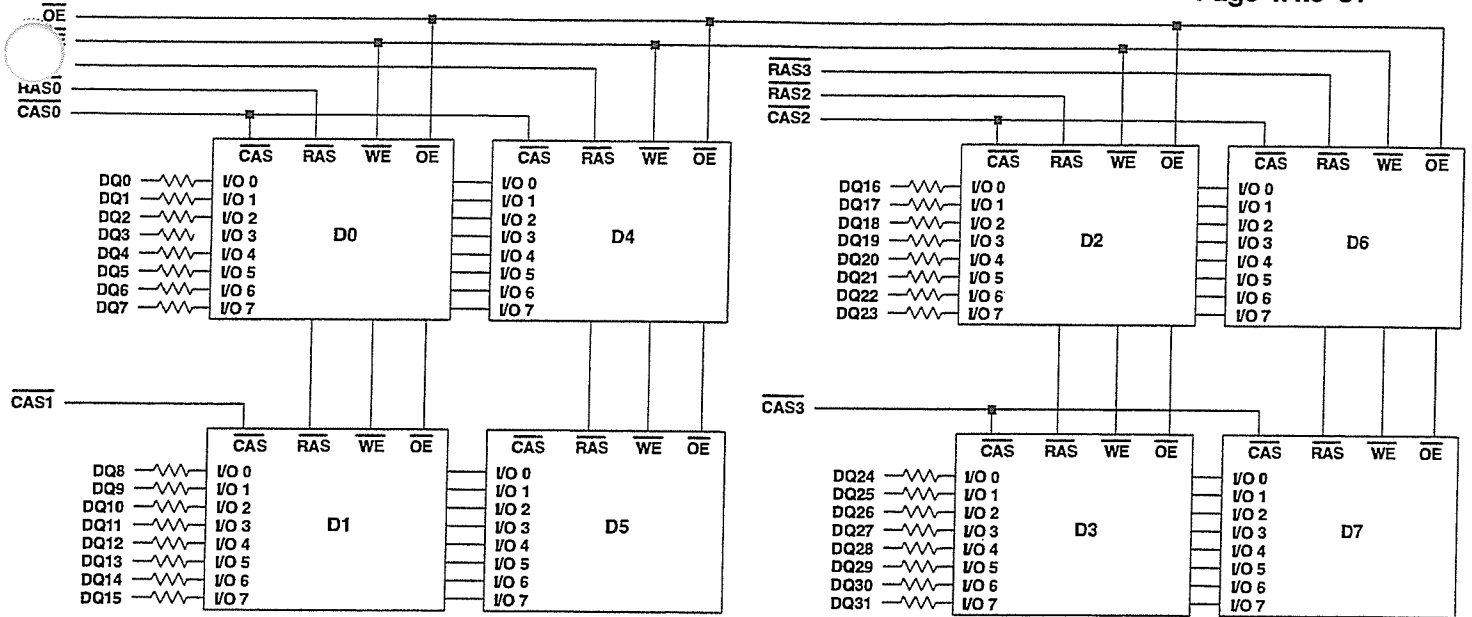 OE
RAS0
CAS0
RAS3
RAS2
CAS2
CAS RAS WE OE
CAS RAS WE OE
CAS RAS WE OE
CAS RAS WE OE
DQ0 I/O 0
DQ1 I/O 1
DQ2 I/O 2
DQ3 I/O 3
DQ4 I/O 4
DQ5 I/O 5
DQ6 I/O 6
DQ7 I/O 7
D0
I/O 0
I/O 1
I/O 2
I/O 3
I/O 4
I/O 5
I/O 6
I/O 7
D4
DQ16 I/O 0
DQ17 I/O 1
DQ18 I/O 2
DQ19 I/O 3
DQ20 I/O 4
DQ21 I/O 5
DQ22 I/O 6
DQ23 I/O 7
D2
I/O 0
I/O 1
I/O 2
I/O 3
I/O 4
I/O 5
I/O 6
I/O 7
D6
CAS1
CAS3
CAS RAS WE OE
CAS RAS WE OE
CAS RAS WE OE
CAS RAS WE OE
DQ8 I/O 0
DQ9 I/O 1
DQ10 I/O 2
DQ11 I/O 3
DQ12 I/O 4
DQ13 I/O 5
DQ14 I/O 6
DQ15 I/O 7
D1
I/O 0
I/O 1
I/O 2
I/O 3
I/O 4
I/O 5
I/O 6
I/O 7
D5
DQ24 I/O 0
DQ25 I/O 1
DQ26 I/O 2
DQ27 I/O 3
DQ28 I/O 4
DQ29 I/O 5
DQ30 I/O 6
DQ31 I/O 7
D3
I/O 0
I/O 1
I/O 2
I/O 3
I/O 4
I/O 5
I/O 6
I/O 7
D7